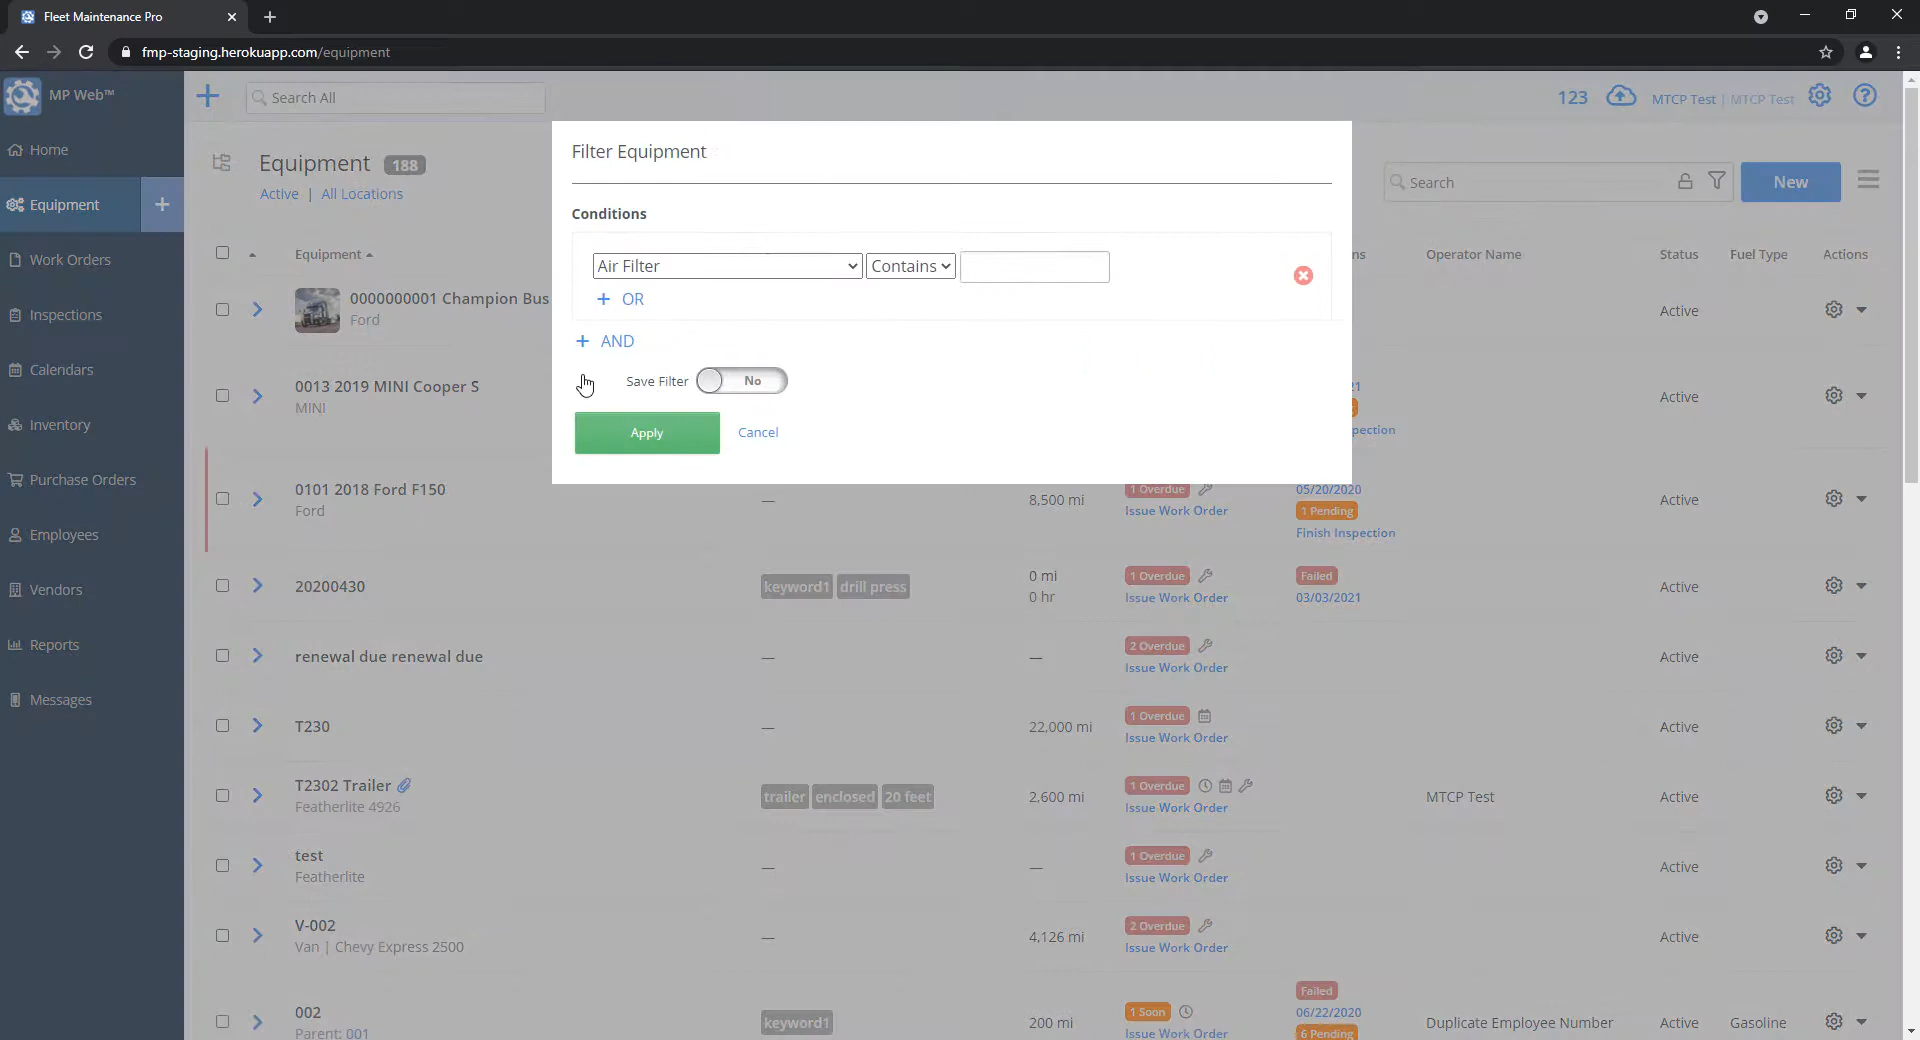 Fleet Maintenance Pro
fmp-staging.herokuapp.com/equipment
MP Web™
Search All
123
MTCP Test | MTCP Test
Home
Equipment
Work Orders
Inspections
Calendars
Inventory
Purchase Orders
Employees
Vendors
Reports
Messages
Equipment 188
Active | All Locations
Search
New
Filter Equipment
Conditions
Air Filter Contains
+ OR
+ AND
Save Filter No
Apply Cancel
Equipment ns Operator Name Status Fuel Type Actions
0000000001 Champion Bus
Ford
Active
0013 2019 MINI Cooper S
MINI
21
pection
Active
0101 2018 Ford F150
Ford
—
8,500 mi
1 Overdue
Issue Work Order
05/20/2020
1 Pending
Finish Inspection
Active
20200430
keyword1 drill press
0 mi
0 hr
1 Overdue
Issue Work Order
Failed
03/03/2021
Active
renewal due renewal due
—
—
2 Overdue
Issue Work Order
Active
T230
—
22,000 mi
1 Overdue
Issue Work Order
Active
T2302 Trailer
Featherlite 4926
trailer enclosed 20 feet
2,600 mi
1 Overdue
Issue Work Order
MTCP Test
Active
test
Featherlite
—
—
1 Overdue
Issue Work Order
Active
V-002
Van | Chevy Express 2500
—
4,126 mi
2 Overdue
Issue Work Order
Active
002
Parent: 001
keyword1
200 mi
1 Soon
Issue Work Order
Failed
06/22/2020
6 Pending
Duplicate Employee Number
Active
Gasoline